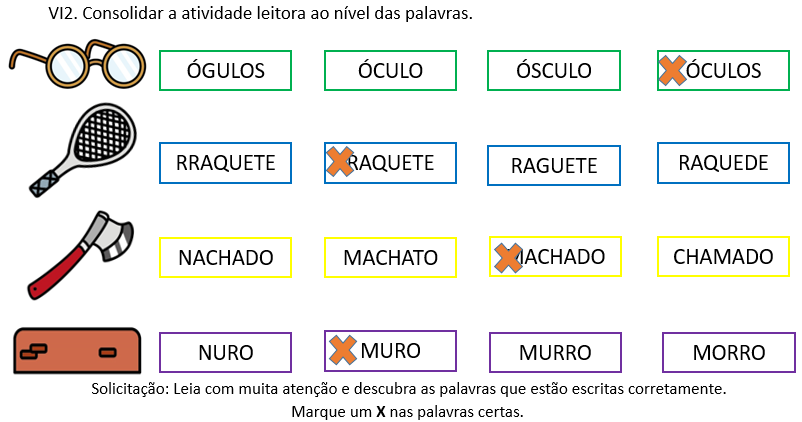 VI2. Consolidar a atividade leitora ao nível das palavras.
ÓGULOS ÓCULO ÓSCULO ÓCULOS
RRAQUETE RAQUETE RAGUETE RAQUEDE
NACHADO MACHATO MACHADO CHAMADO
NURO MURO MURRO MORRO
Solicitação: Leia com muita atenção e descubra as palavras que estão escritas corretamente.
Marque um X nas palavras certas.